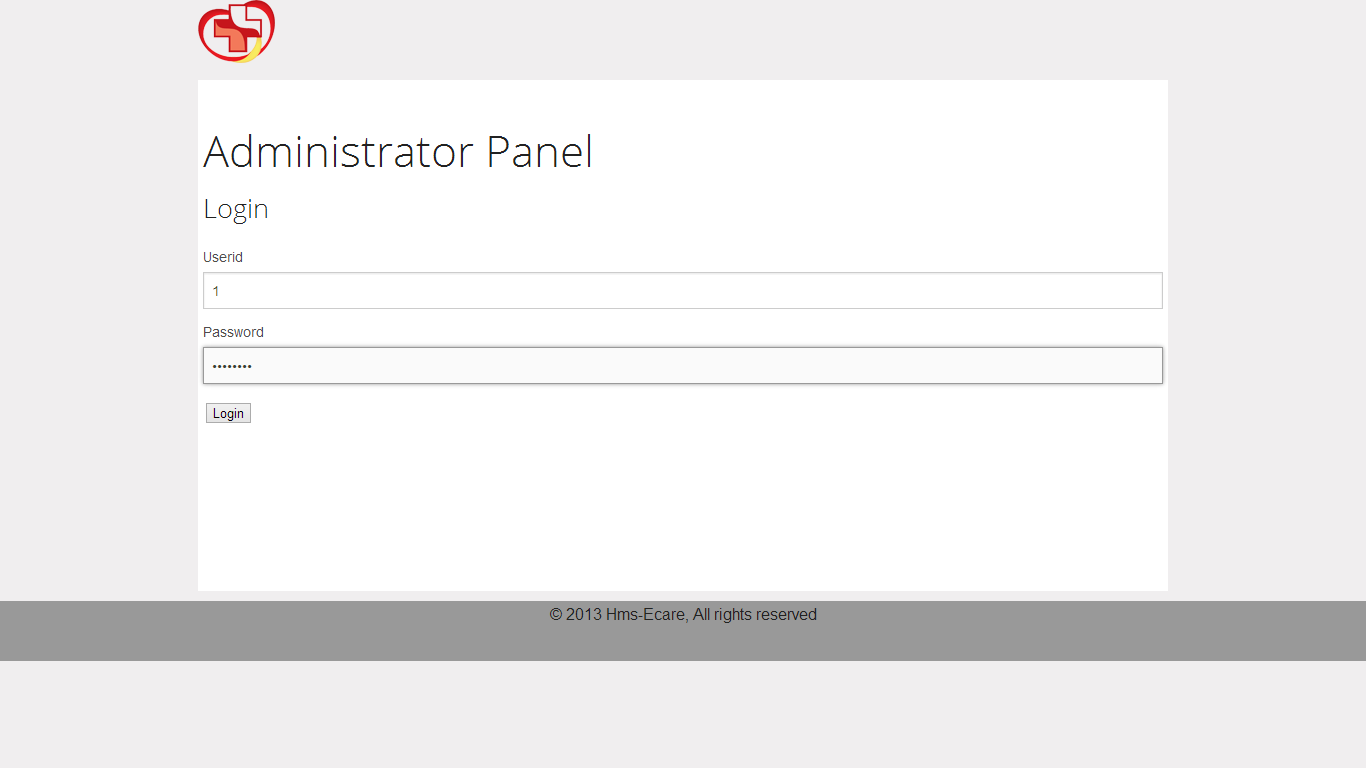 Administrator Panel
Login
Userid
1
Password
••••••••
Login
© 2013 Hms-Ecare, All rights reserved